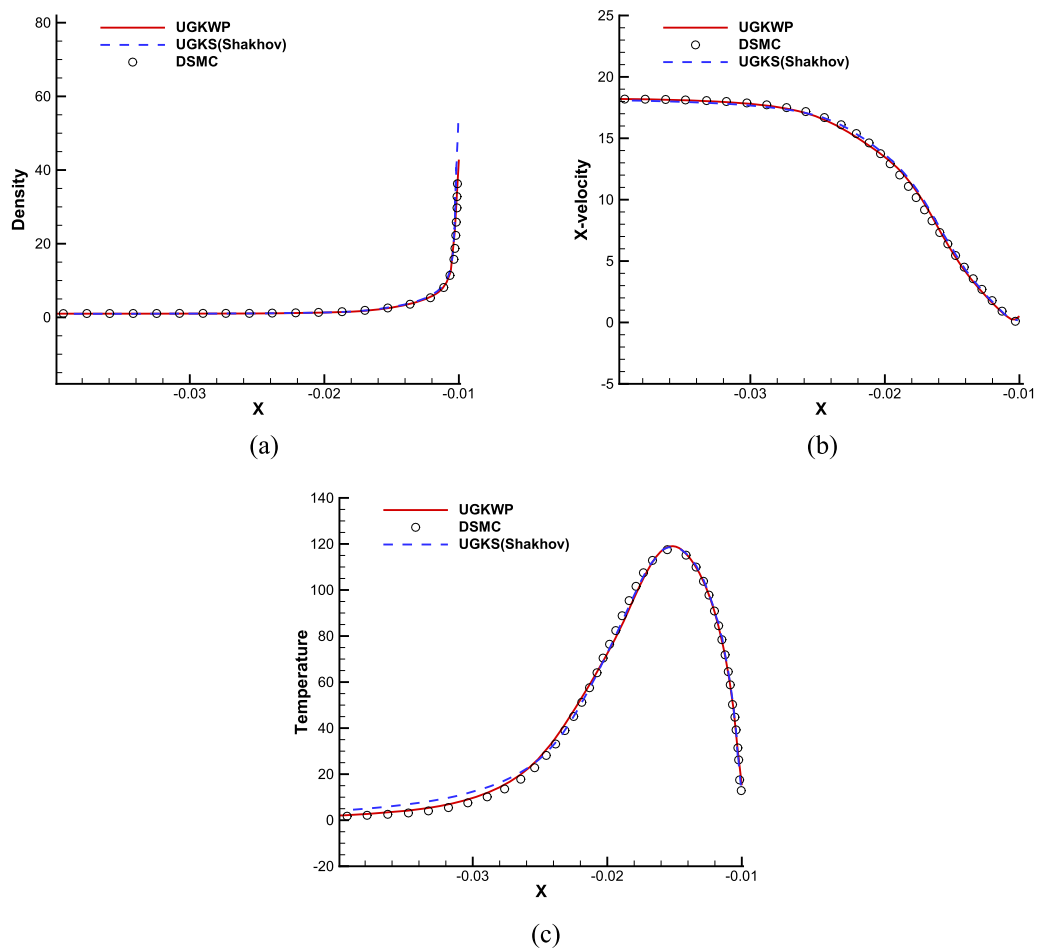 80
60
40
20
0
Density
-0.03
-0.02
-0.01
X
UGKWP
UGKS(Shakhov)
DSMC
(a)
25
20
15
10
5
0
-5
X-velocity
-0.03
-0.02
-0.01
X
UGKWP
DSMC
UGKS(Shakhov)
(b)
140
120
100
80
60
40
20
0
-20
Temperature
-0.03
-0.02
-0.01
X
UGKWP
DSMC
UGKS(Shakhov)
(c)